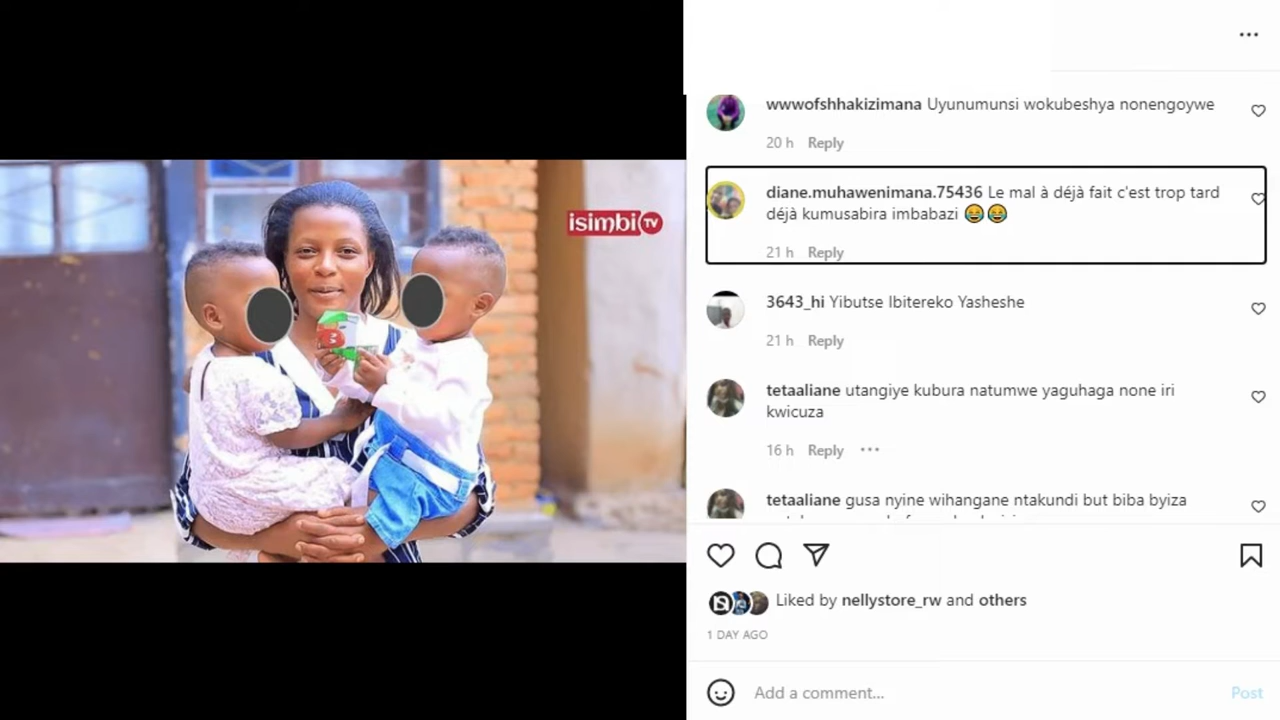 isimbi TV
B
wwwofshhakizimana Uyunumunsi wokubeshya nonengoywe
20 h Reply
diane.muhawenimana.75436 Le mal à déjà fait c'est trop tard
déjà kumusabira imbabazi 😂😂
21 h Reply
3643_hi Yibutse Ibitereko Yasheshe
21 h Reply
tetaaliane utangiye kubura natumwe yaguhaga none iri
kwicuza
16 h Reply
tetaaliane gusa nyine wihangane ntakundi but biba byiza
Liked by nellystore_rw and others
1 DAY AGO
Add a comment... Post